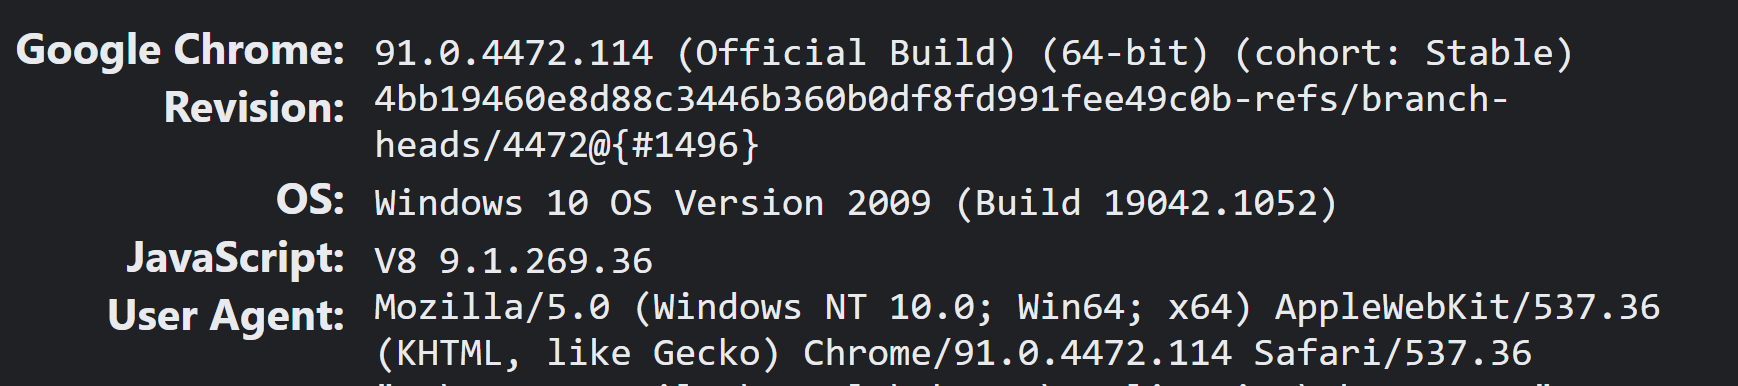 Google Chrome: 91.0.4472.114 (Official Build) (64-bit) (cohort: Stable)
Revision: 4bb19460e8d88c3446b360b0df8fd991fee49c0b-refs/branch-
heads/4472@{#1496}
OS: Windows 10 OS Version 2009 (Build 19042.1052)
JavaScript: V8 9.1.269.36
User Agent: Mozilla/5.0 (Windows NT 10.0; Win64; x64) AppleWebKit/537.36
(KHTML, like Gecko) Chrome/91.0.4472.114 Safari/537.36